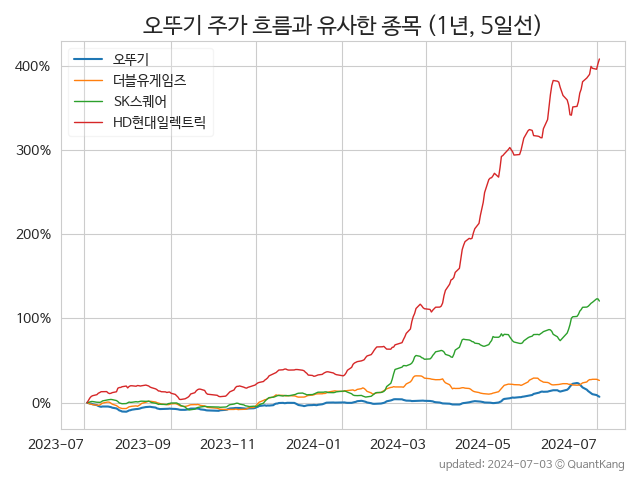 오뚜기 주가 흐름과 유사한 종목 (1년, 5일선)
오뚜기
더블유게임즈
SK스퀘어
HD현대일렉트릭
400%
300%
200%
100%
0%
2023-07 2023-09 2023-11 2024-01 2024-03 2024-05 2024-07
updated: 2024-07-03 © QuantKang